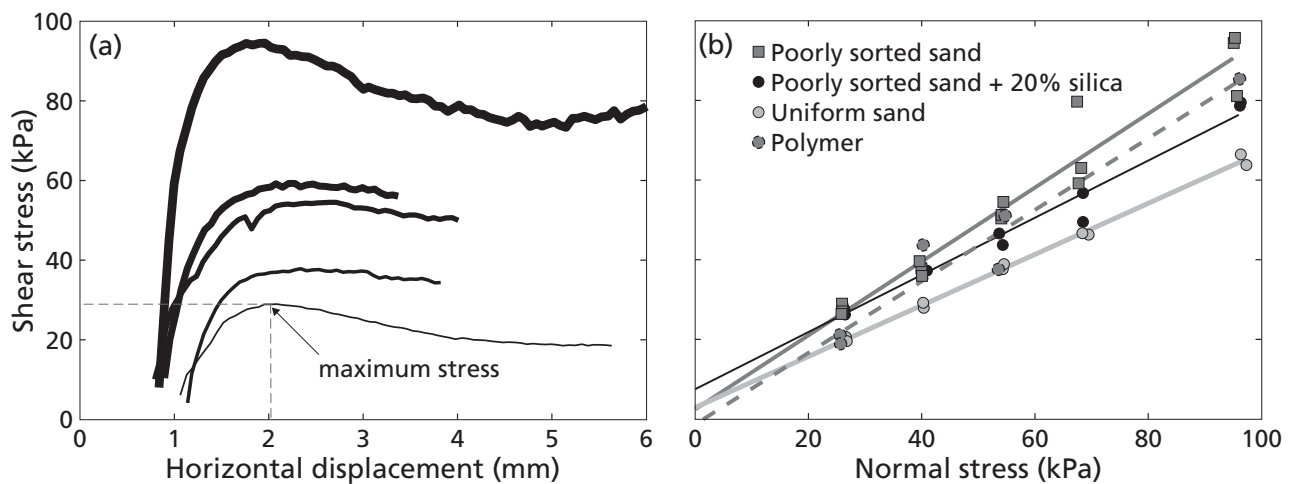 (a)
Shear stress (kPa)
100
80
60
40
20
0
maximum stress
0 1 2 3 4 5 6
Horizontal displacement (mm)
(b)
Poorly sorted sand
Poorly sorted sand + 20% silica
Uniform sand
Polymer
0 20 40 60 80 100
Normal stress (kPa)